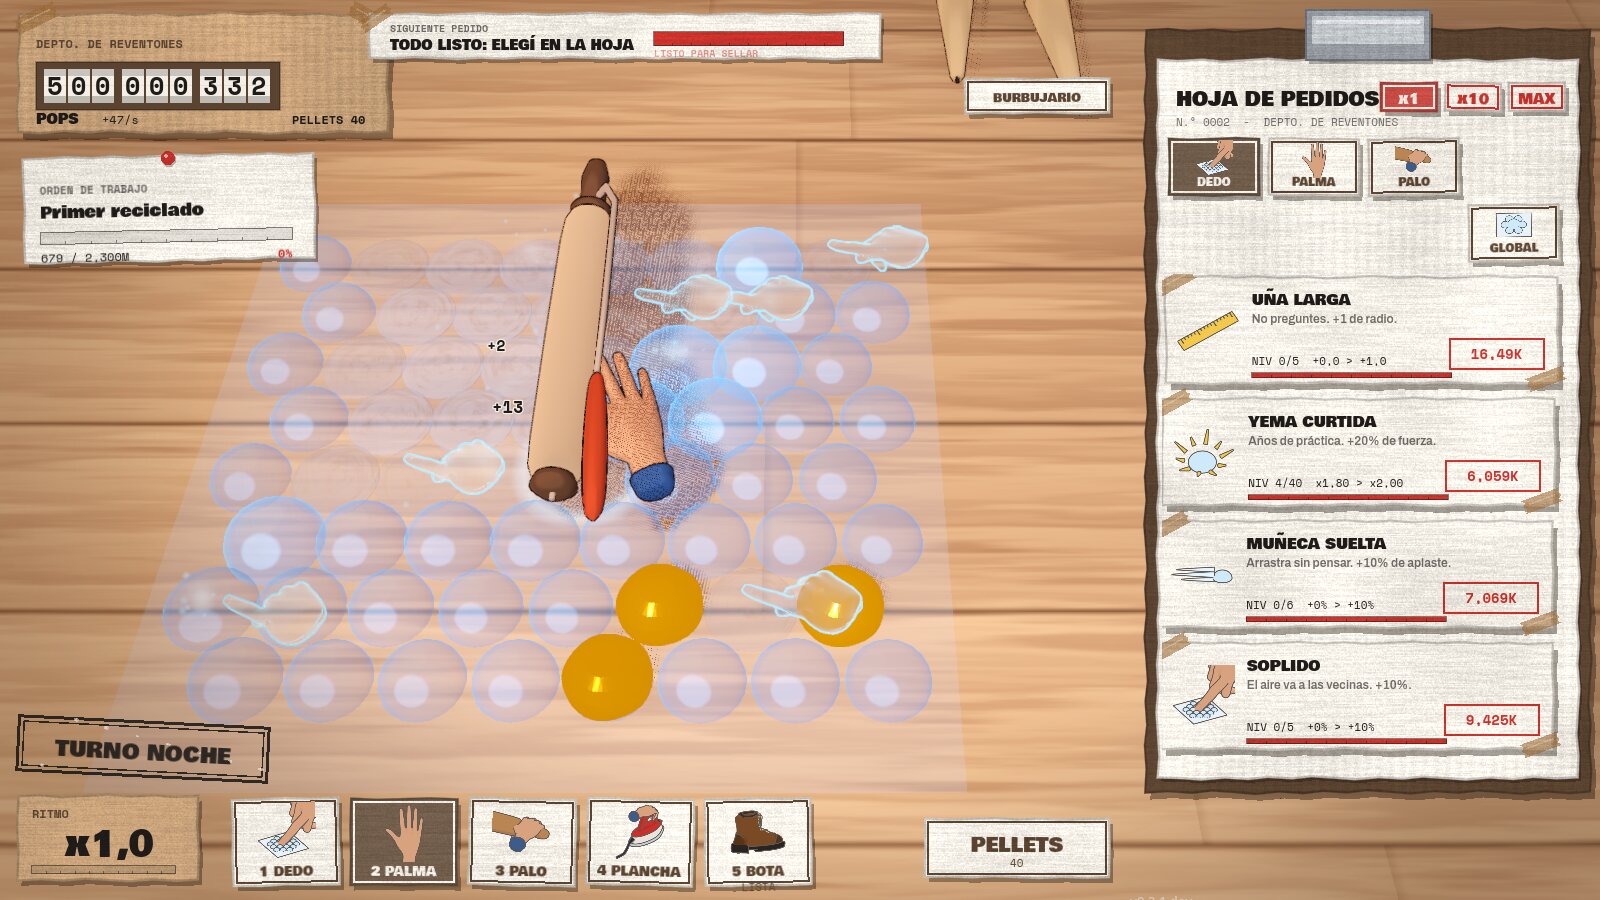 DEPTO. DE REVENTONES
500 000 332
POPS +47/s PELLETS 40
SIGUIENTE PEDIDO
TODO LISTO: ELEGÍ EN LA HOJA
LISTO PARA SELLAR
BURBUJARIO
ORDEN DE TRABAJO
Primer reciclado
679 / 2,300M 0%
HOJA DE PEDIDOS x1 x10 MAX
N.° 0002 - DEPTO. DE REVENTONES
DEDO PALMA PALO
GLOBAL
UÑA LARGA
No preguntes. +1 de radio.
NIV 0/5 +0,0 > +1,0 16,49K
YEMA CURTIDA
Años de práctica. +20% de fuerza.
NIV 4/40 x1,80 > x2,00 6,059K
MUÑECA SUELTA
Arrastra sin pensar. +10% de aplaste.
NIV 0/6 +0% > +10% 7,069K
SOPLIDO
El aire va a las vecinas. +10%.
NIV 0/5 +0% > +10% 9,425K
+2
+13
TURNO NOCHE
RITMO
x1,0
1 DEDO 2 PALMA 3 PALO 4 PLANCHA 5 BOTA
LISTA
PELLETS
40